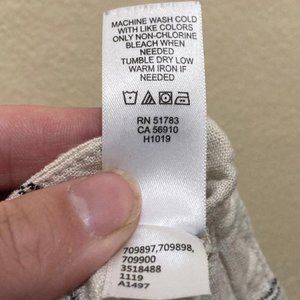 MACHINE WASH COLD
WITH LIKE COLORS
ONLY NON-CHLORINE
BLEACH WHEN
NEEDED
TUMBLE DRY LOW
WARM IRON IF
NEEDED
RN 51783
CA 56910
H1019
709897,709898,
709900
3518488
1119
A1497